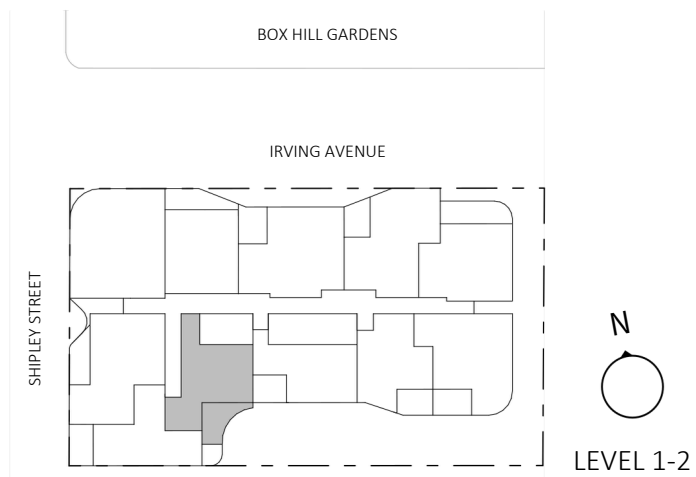 BOX HILL GARDENS
IRVING AVENUE
SHIPLEY STREET
N
LEVEL 1-2